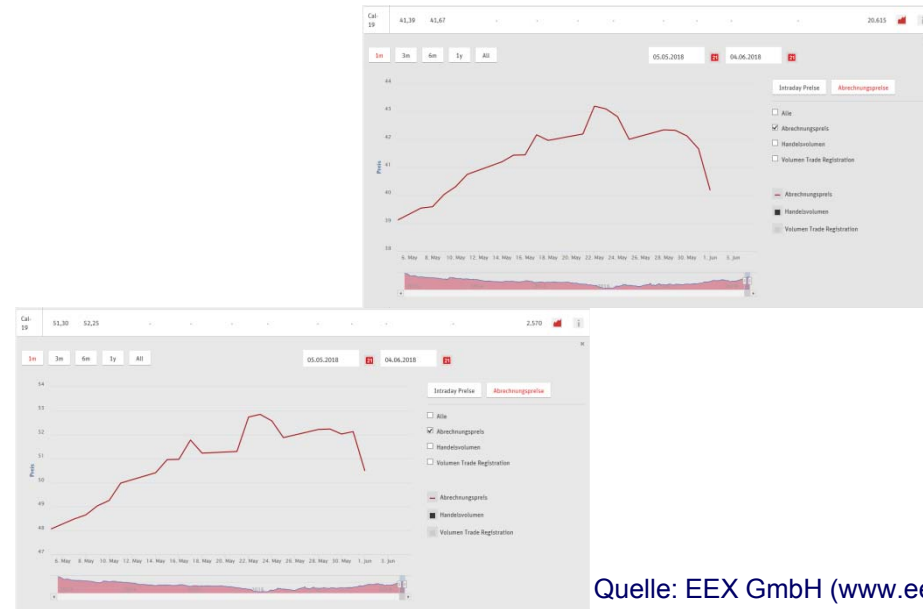 Cal-
19 41,39 41,67 - - - - - - - 20,615
1m 3m 6m 1y All 05.05.2018 04.06.2018
Intraday Preise Abrechnungspreise
Alle
Abrechnungspreis
Handelsvolumen
Volumen Trade Registration
Abrechnungspreis
Handelsvolumen
Volumen Trade Registration
Preis
44
43
42
41
40
39
38
6. May 8. May 10. May 12. May 14. May 16. May 18. May 20. May 22. May 24. May 26. May 28. May 30. May 1. Jun 3. Jun
Cal-
19 51,30 52,25 - - - - - - - 2,570
1m 3m 6m 1y All 05.05.2018 04.06.2018
Intraday Preise Abrechnungspreise
Alle
Abrechnungspreis
Handelsvolumen
Volumen Trade Registration
Abrechnungspreis
Handelsvolumen
Volumen Trade Registration
Preis
54
53
52
51
50
49
48
47
6. May 8. May 10. May 12. May 14. May 16. May 18. May 20. May 22. May 24. May 26. May 28. May 30. May 1. Jun 3. Jun
Quelle: EEX GmbH (www.ee